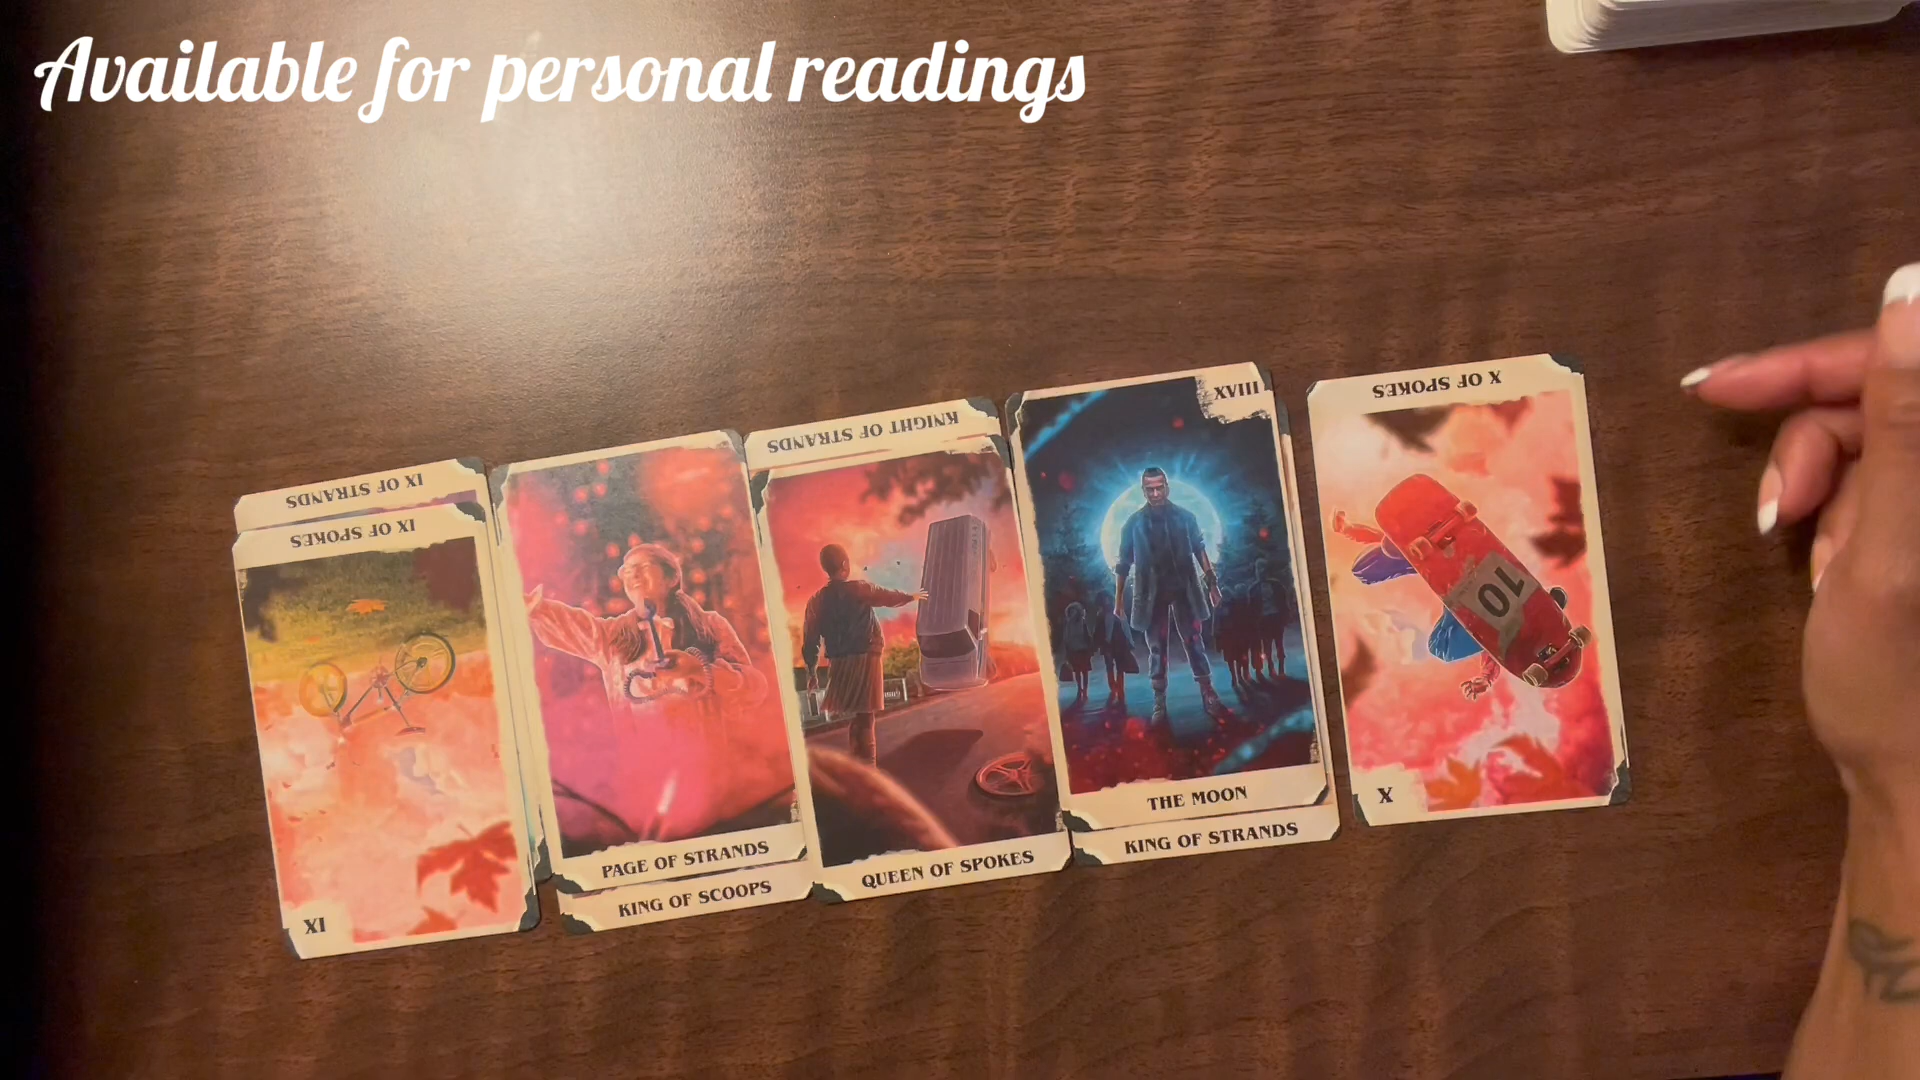 Available for personal readings
IX OF STRANDS
IX OF SPOKES
IX
PAGE OF STRANDS
KING OF SCOOPS
KNIGHT OF STRANDS
QUEEN OF SPOKES
XVIII
THE MOON
KING OF STRANDS
X OF SPOKES
10
X